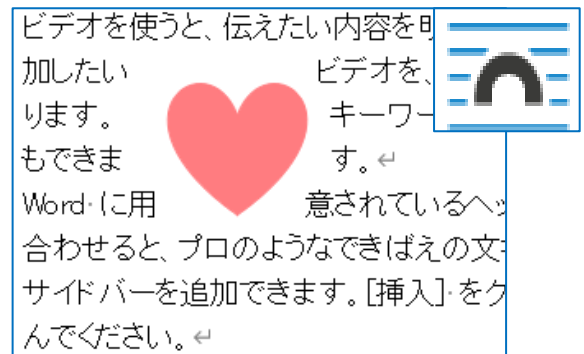 ビデオを使うと、伝えたい内容を明
加したい ビデオを、
ります。 キーワー
もできま す。↵
Word に用 意されているヘッ
合わせると、プロのようなできばえの文
サイドバーを追加できます。[挿入] をク
んでください。↵